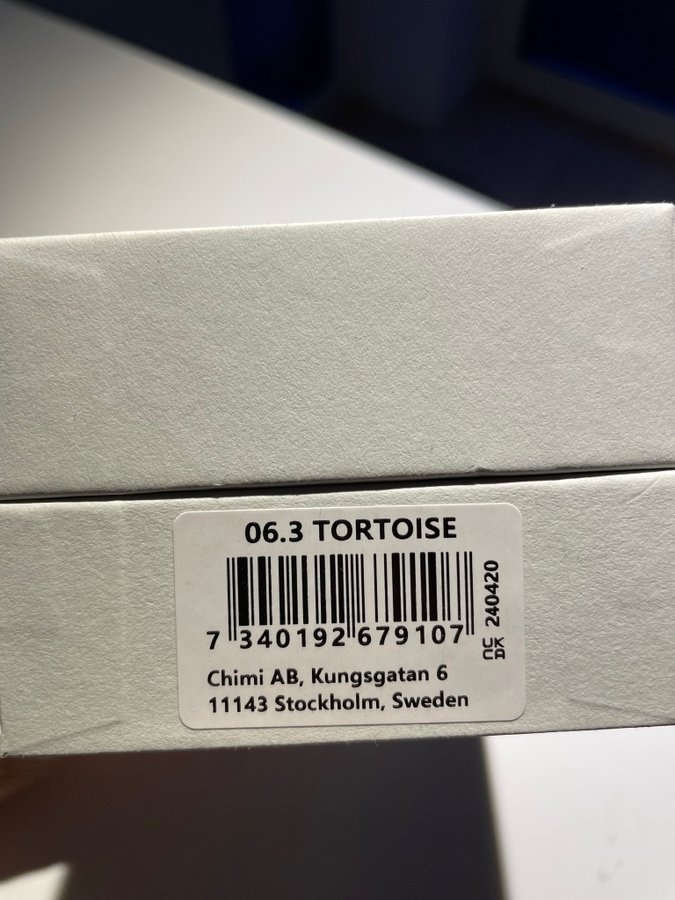 06.3 TORTOISE
7 340192 679107
240420
UK
CA
Chimi AB, Kungsgatan 6
11143 Stockholm, Sweden